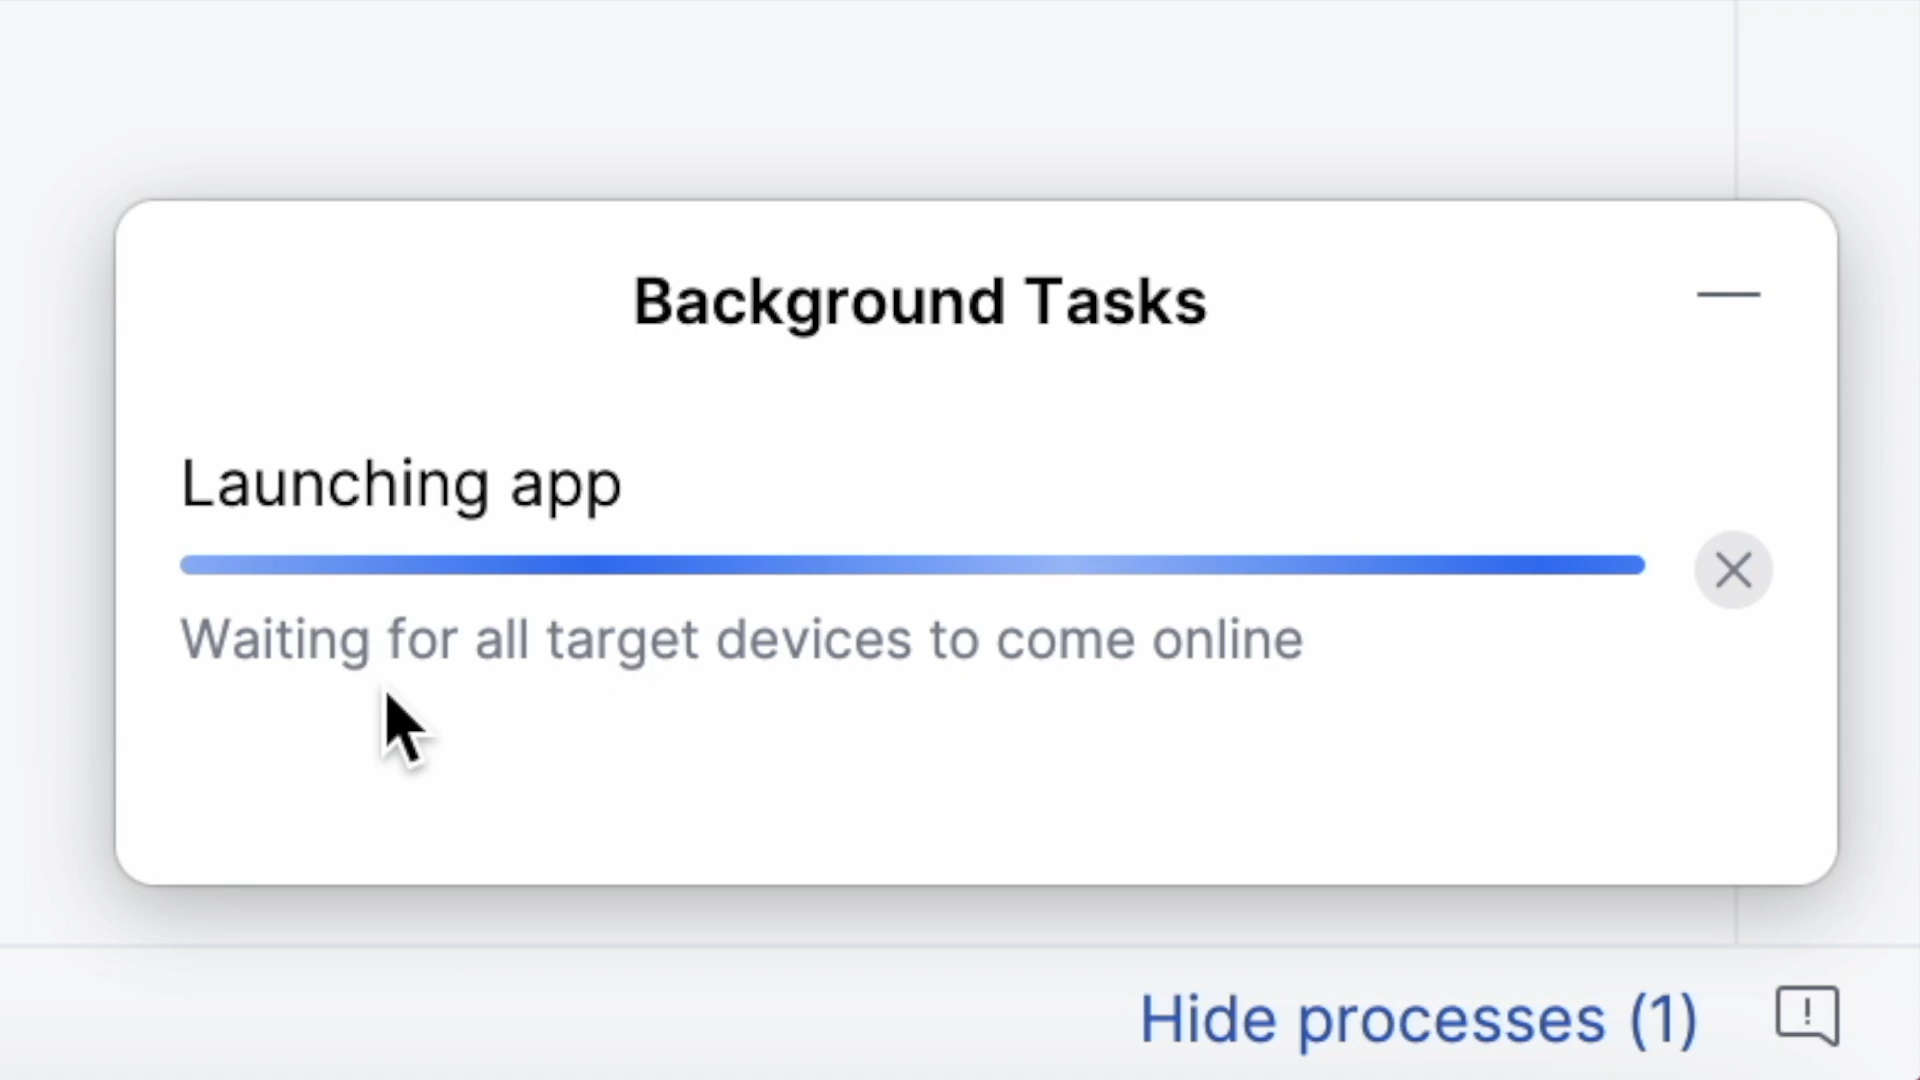 Background Tasks
Launching app
Waiting for all target devices to come online
Hide processes (1)